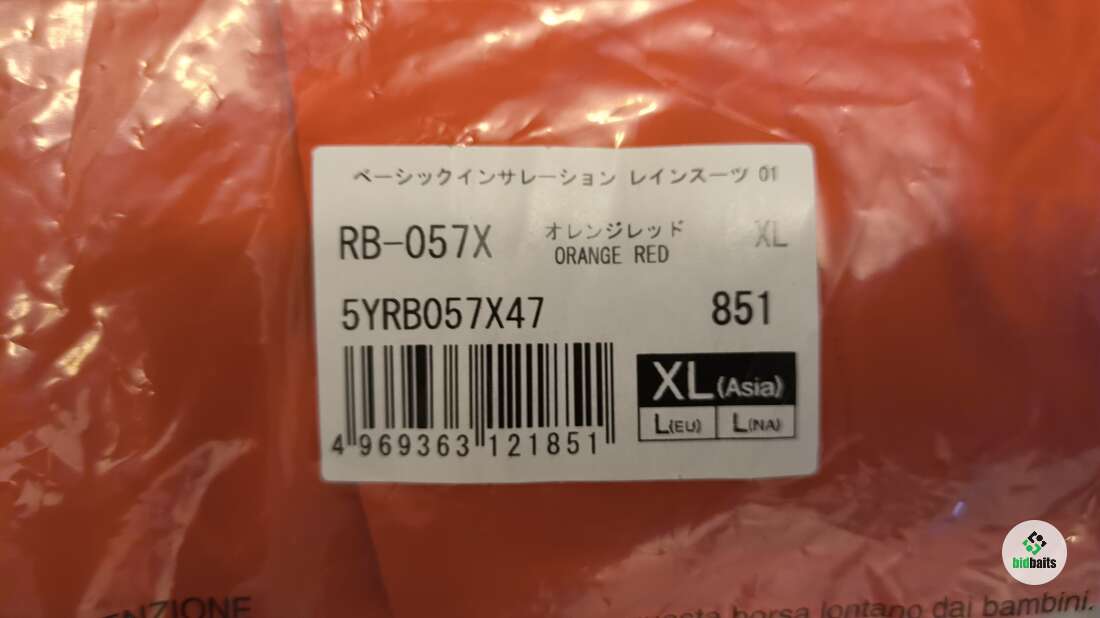 ベーシックインサレーション レインスーツ 01
RB-057X オレンジレッド XL
ORANGE RED
5YRB057X47 851
XL(Asia)
L(EU) L(NA)
4 969363 121851
bidbaits
borsa lontano dai bambini.